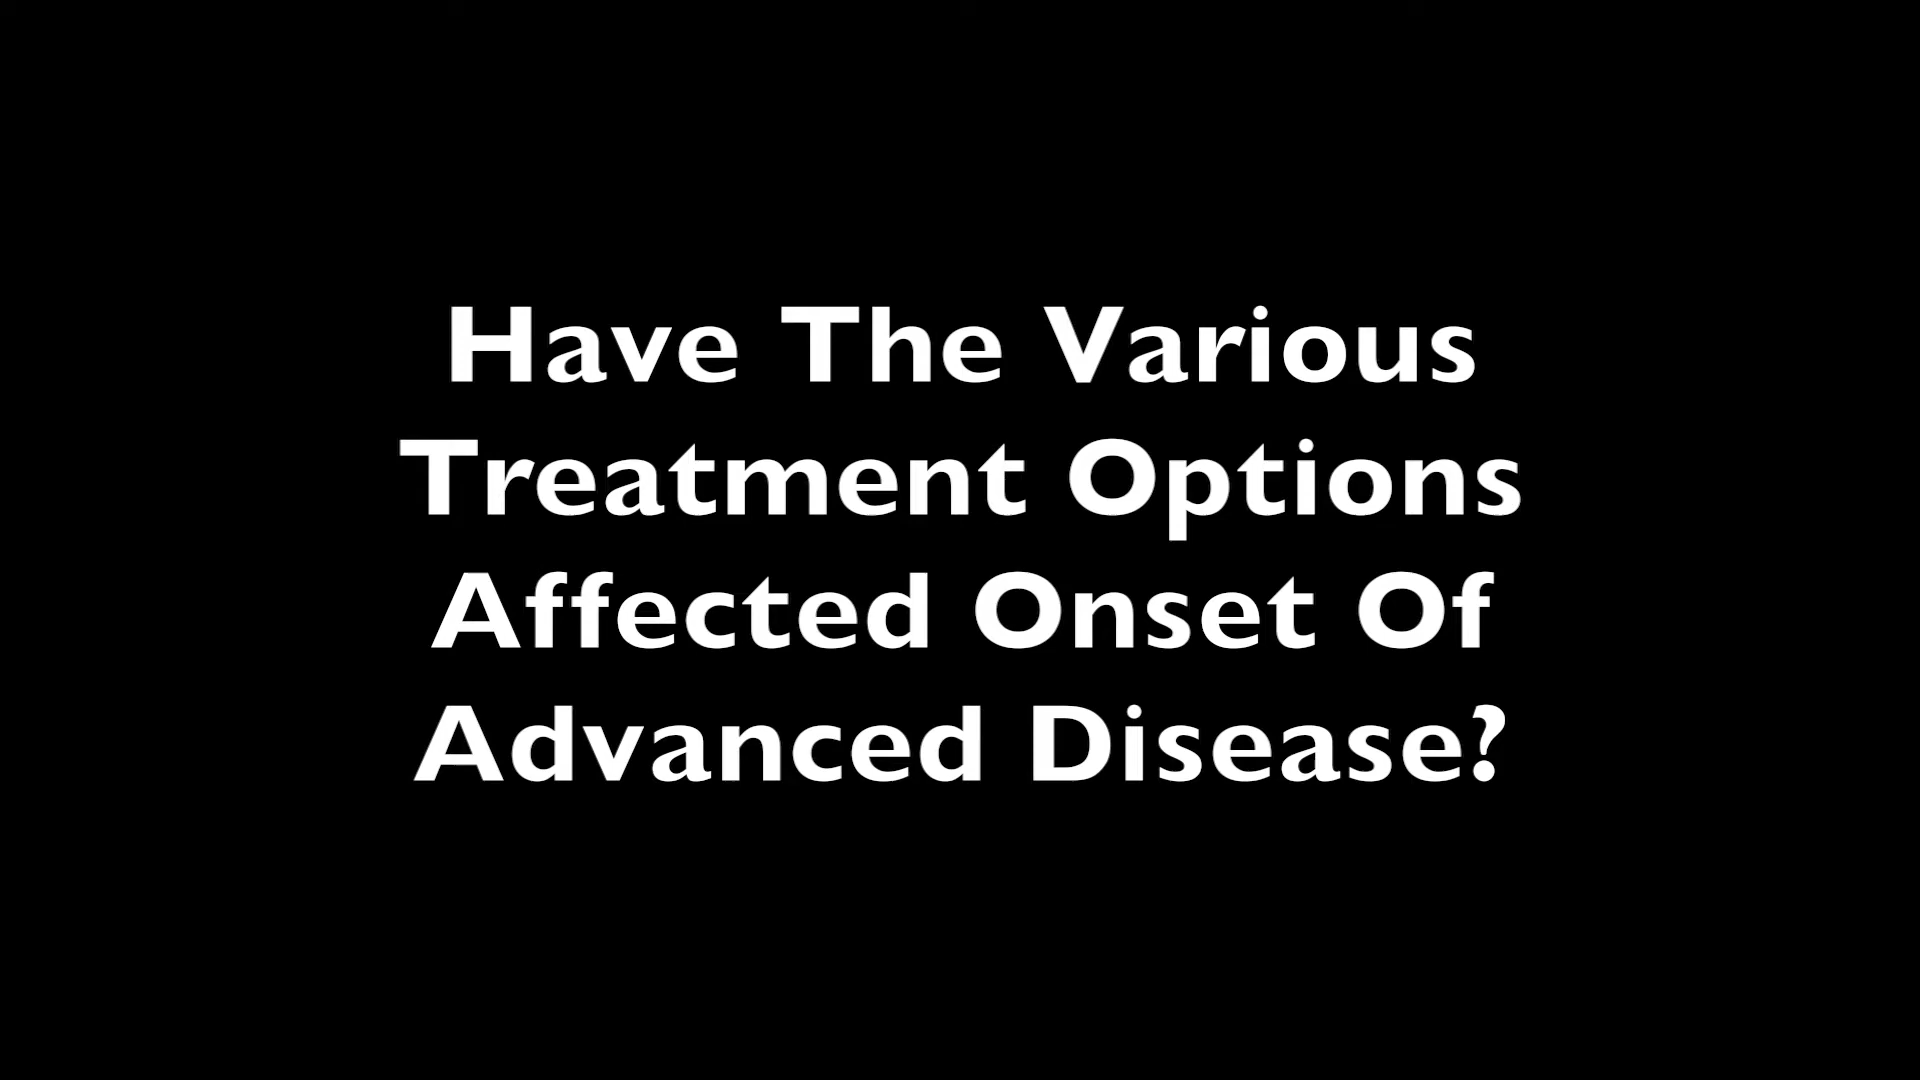 Have The Various
Treatment Options
Affected Onset Of
Advanced Disease?